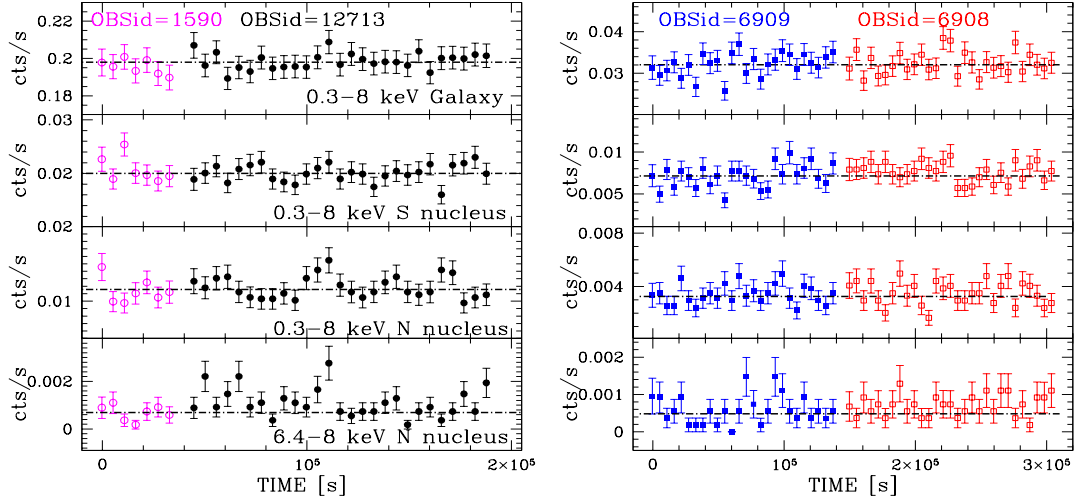 OBSid=1590 OBSid=12713
cts/s
0.25
0.2
0.15
0.3−8 keV Galaxy
cts/s
0.03
0.02
0.3−8 keV S nucleus
cts/s
0.02
0.01
0.3−8 keV N nucleus
cts/s
0.002
0
6.4−8 keV N nucleus
0 10⁵ 2×10⁵
TIME [s]
OBSid=6909 OBSid=6908
cts/s
0.04
0.03
cts/s
0.01
0.005
cts/s
0.008
0.004
cts/s
0.002
0.001
0
0 10⁵ 2×10⁵ 3×10⁵
TIME [s]